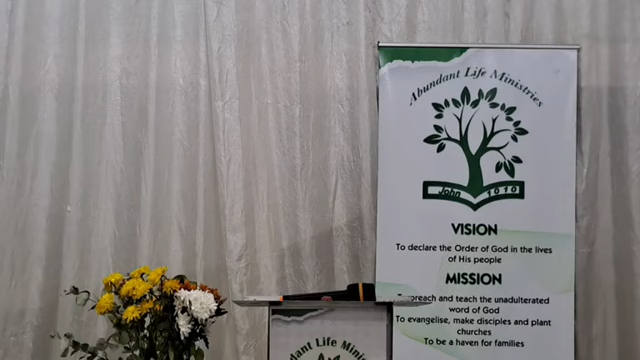 Abundant Life Ministries
John 10 10
VISION
To declare the Order of God in the lives
of His people
MISSION
preach and teach the unadulterated
word of God
To evangelise, make disciples and plant
churches
To be a haven for families
Abundant Life